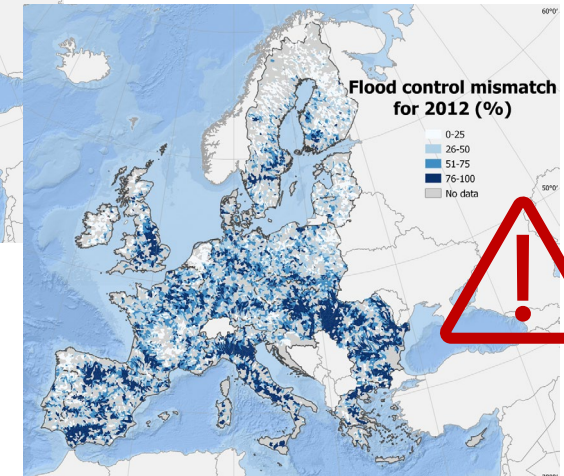 60°0'
Flood control mismatch
for 2012 (%)
0-25
26-50
51-75
76-100
No data
50°0'
!